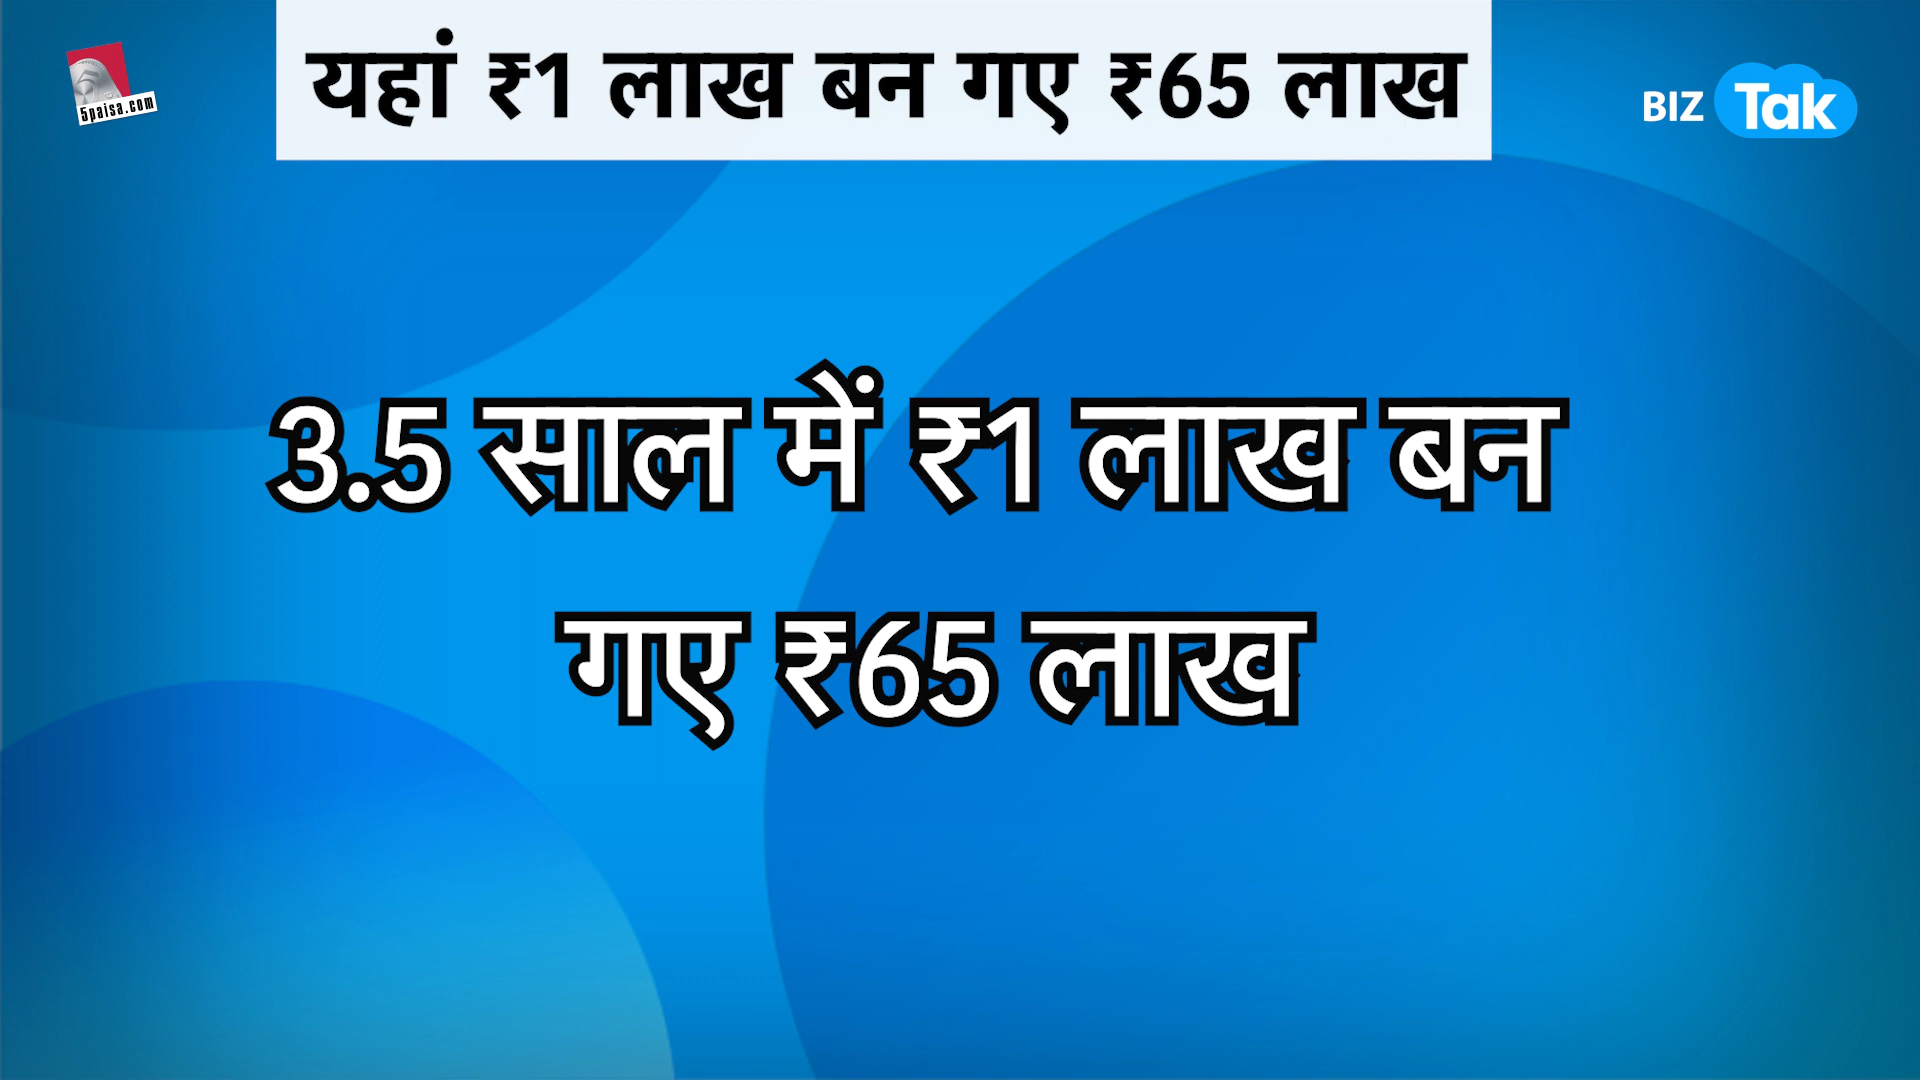 5paisa.com
यहां ₹1 लाख बन गए ₹65 लाख
BIZ Tak
3.5 साल में ₹1 लाख बन
गए ₹65 लाख